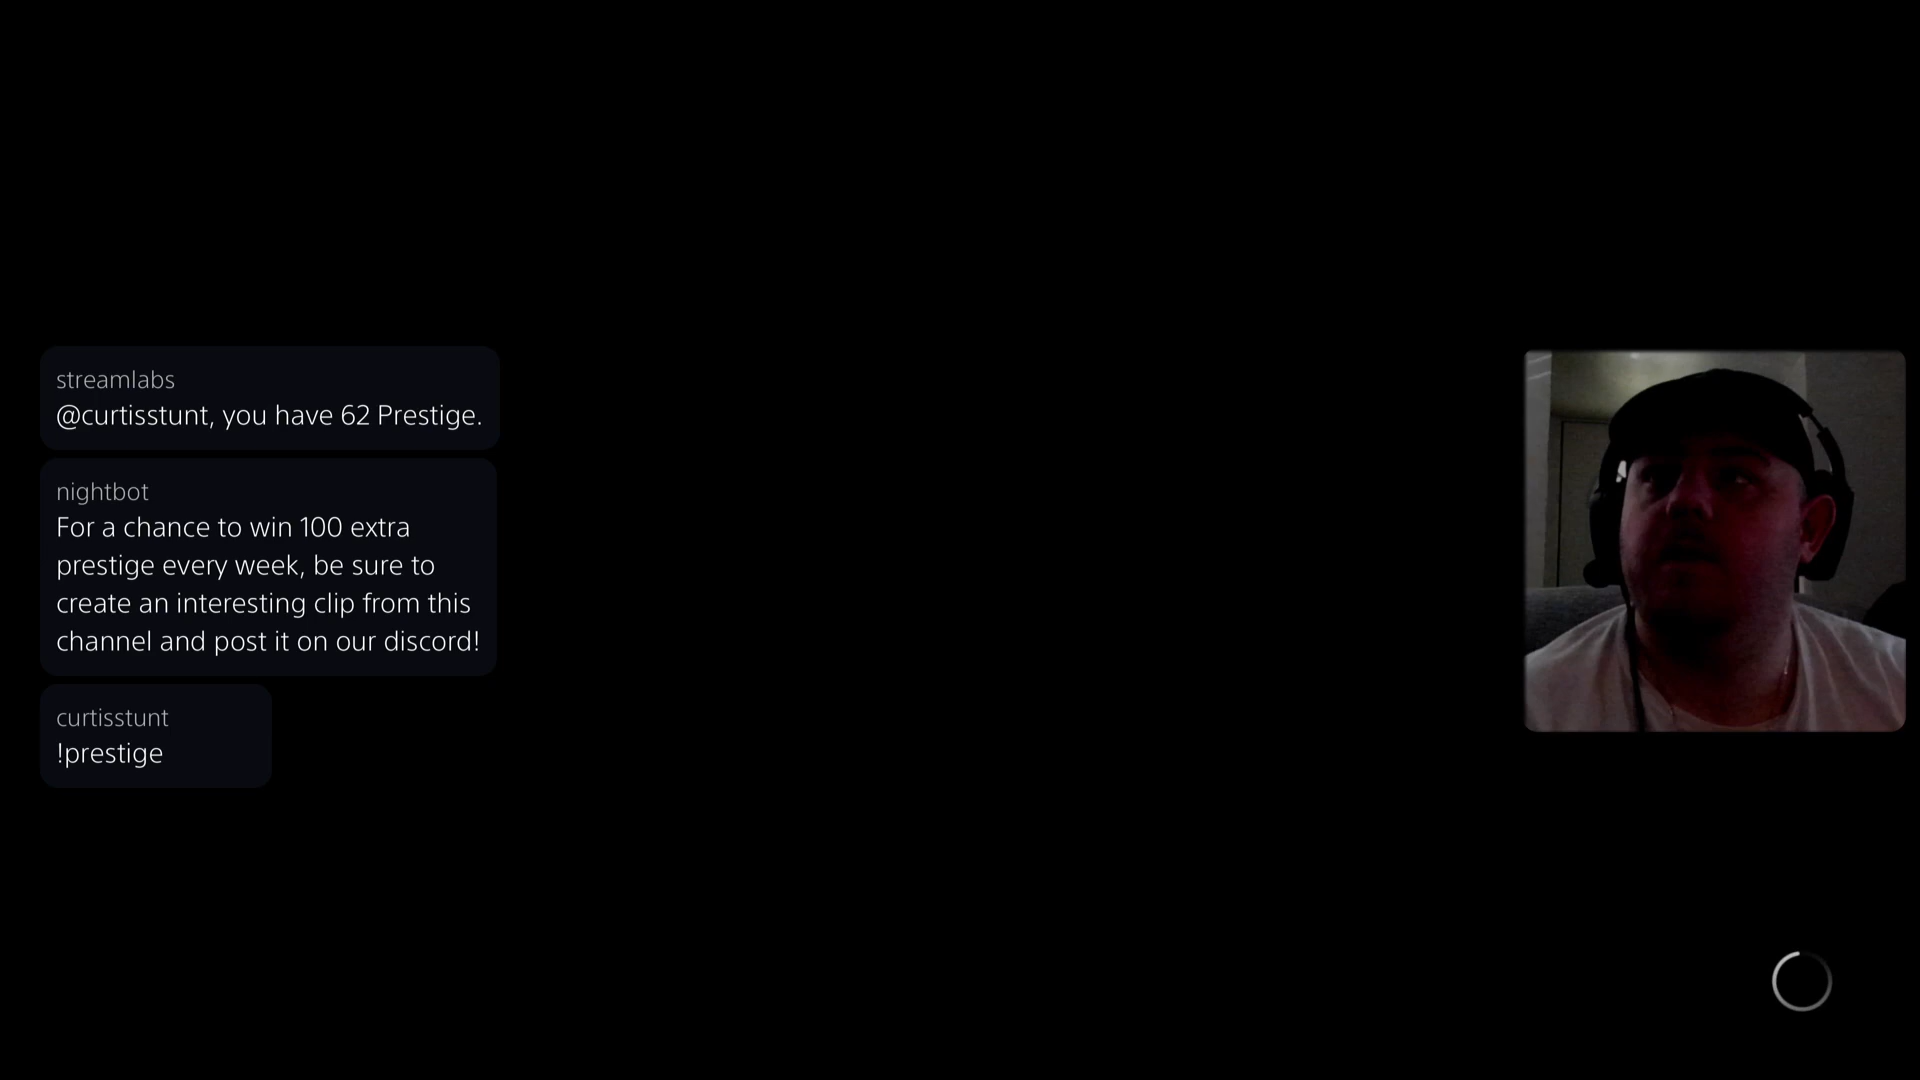 streamlabs
@curtisstunt, you have 62 Prestige.
nightbot
For a chance to win 100 extra
prestige every week, be sure to
create an interesting clip from this
channel and post it on our discord!
curtisstunt
!prestige